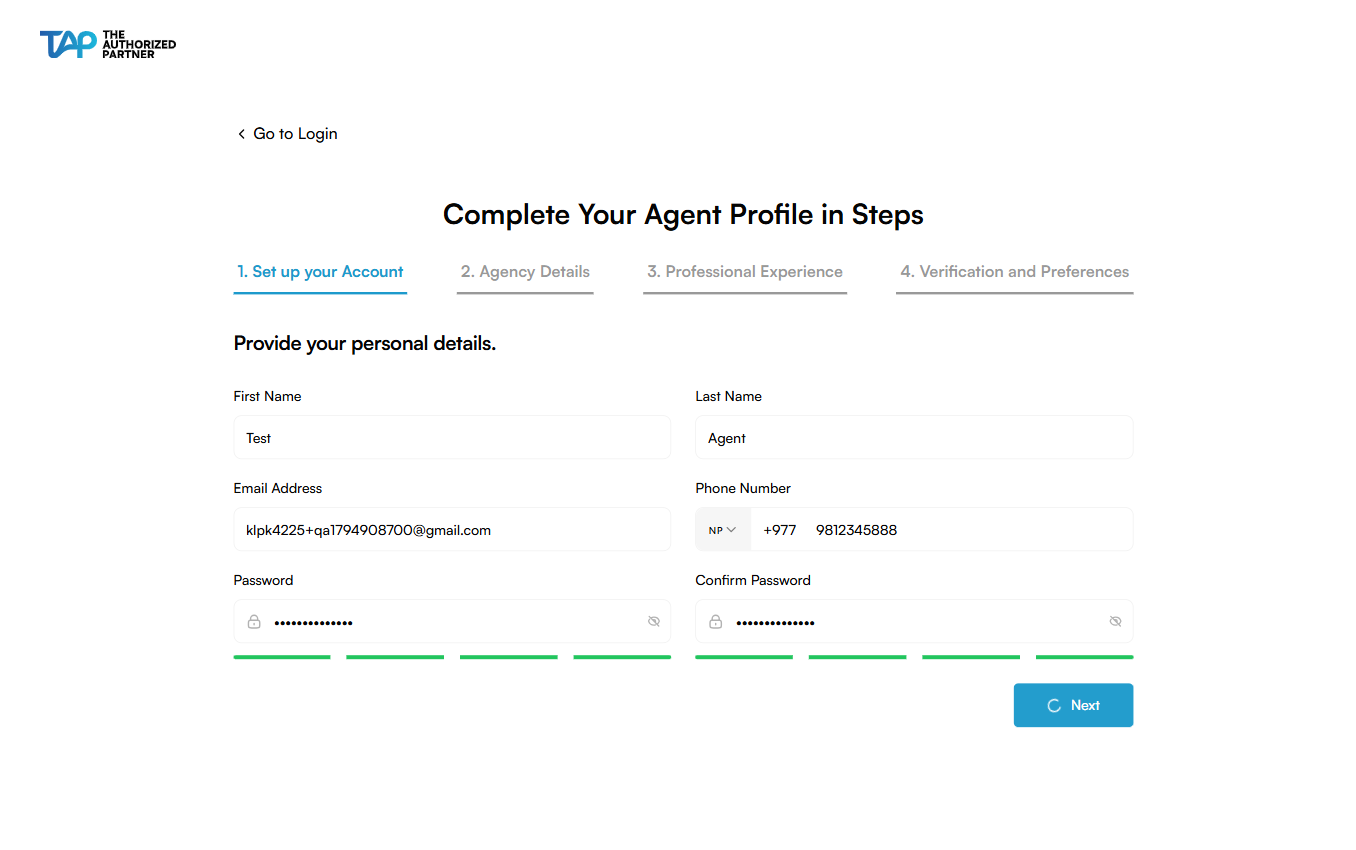 TAP THE AUTHORIZED PARTNER
Go to Login
Complete Your Agent Profile in Steps
1. Set up your Account 2. Agency Details 3. Professional Experience 4. Verification and Preferences
Provide your personal details.
First Name Last Name
Test Agent
Email Address Phone Number
klpk4225+qa1794908700@gmail.com NP +977 9812345888
Password Confirm Password
•••••••••••••• ••••••••••••••
Next